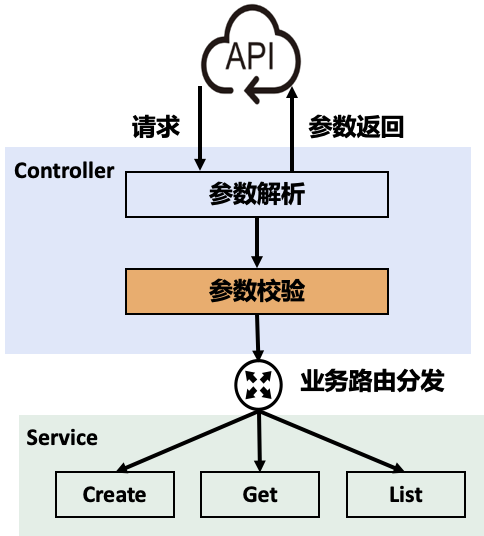 API
请求
参数返回
Controller
参数解析
参数校验
业务路由分发
Service
Create
Get
List